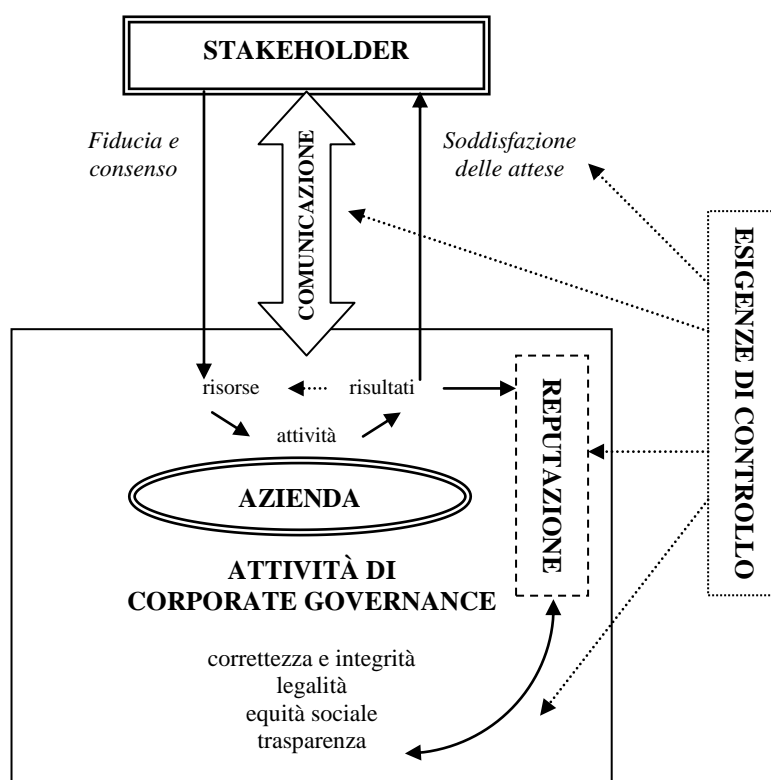 STAKEHOLDER
Fiducia e
consenso
COMUNICAZIONE
Soddisfazione
delle attese
ESIGENZE DI CONTROLLO
risorse
risultati
attività
REPUTAZIONE
AZIENDA
ATTIVITÀ DI
CORPORATE GOVERNANCE
correttezza e integrità
legalità
equità sociale
trasparenza